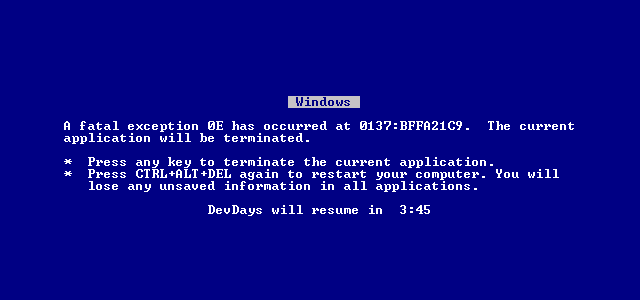 Windows
A fatal exception 0E has occurred at 0137:BFFA21C9.  The current
application will be terminated.
*  Press any key to terminate the current application.
*  Press CTRL+ALT+DEL again to restart your computer. You will
lose any unsaved information in all applications.
DevDays will resume in  3:45